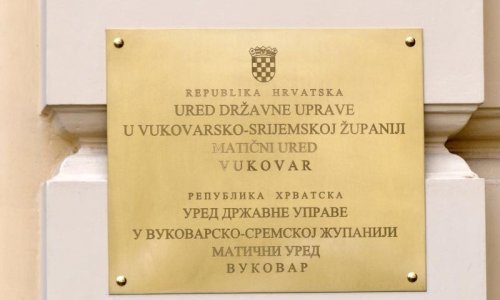 REPUBLIKA HRVATSKA
URED DRŽAVNE UPRAVE
U VUKOVARSKO-SRIJEMSKOJ ŽUPANIJI
MATIČNI URED
VUKOVAR
РЕПУБЛИКА ХРВАТСКА
УРЕД ДРЖАВНЕ УПРАВЕ
У ВУКОВАРСКО-СРЕМСКОЈ ЖУПАНИЈИ
МАТИЧНИ УРЕД
ВУКОВАР